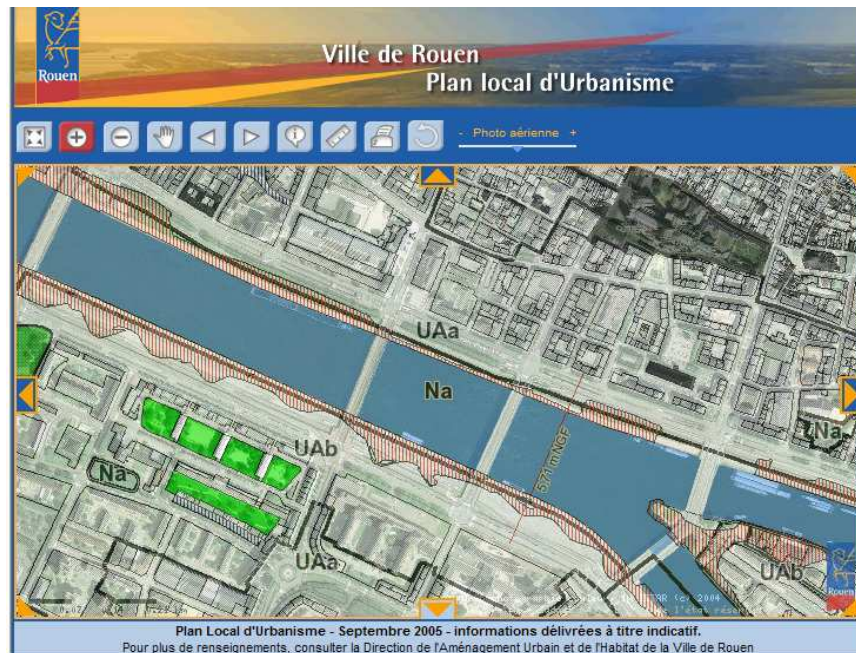 Ville de Rouen
Plan local d'Urbanisme
Rouen
- Photo aérienne +
UAa
Na
Na
5,71 mNGF
UAb
Na
UAa
UAb
(c) 2004
Plan Local d'Urbanisme - Septembre 2005 - informations délivrées à titre indicatif.
Pour plus de renseignements, consulter la Direction de l'Aménagement Urbain et de l'Habitat de la Ville de Rouen